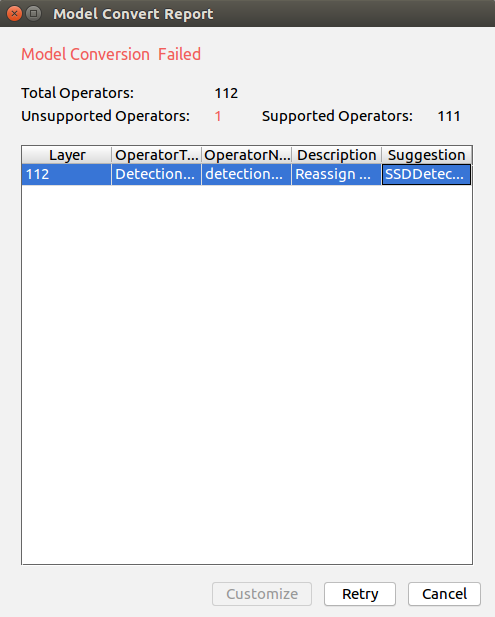 Model Convert Report
Model Conversion Failed
Total Operators: 112
Unsupported Operators: 1 Supported Operators: 111
Layer OperatorT... OperatorN... Description Suggestion
112 Detection... detection... Reassign ... SSDDetec...
Customize Retry Cancel